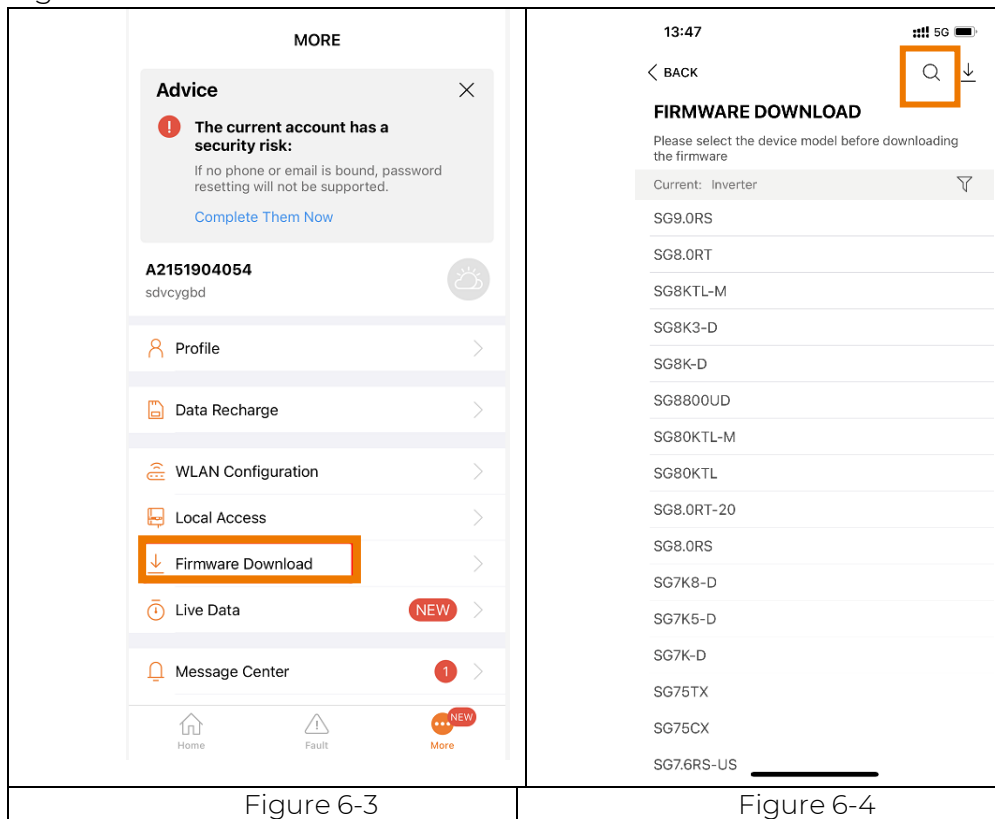 MORE
Advice
The current account has a
security risk:
If no phone or email is bound, password
resetting will not be supported.
Complete Them Now
A2151904054
sdvcygbd
Profile
Data Recharge
WLAN Configuration
Local Access
Firmware Download
Live Data NEW
Message Center 1
NEW
Home Fault More
Figure 6-3
13:47 5G
BACK
FIRMWARE DOWNLOAD
Please select the device model before downloading
the firmware
Current: Inverter
SG9.0RS
SG8.0RT
SG8KTL-M
SG8K3-D
SG8K-D
SG8800UD
SG80KTL-M
SG80KTL
SG8.0RT-20
SG8.0RS
SG7K8-D
SG7K5-D
SG7K-D
SG75TX
SG75CX
SG7.6RS-US
Figure 6-4